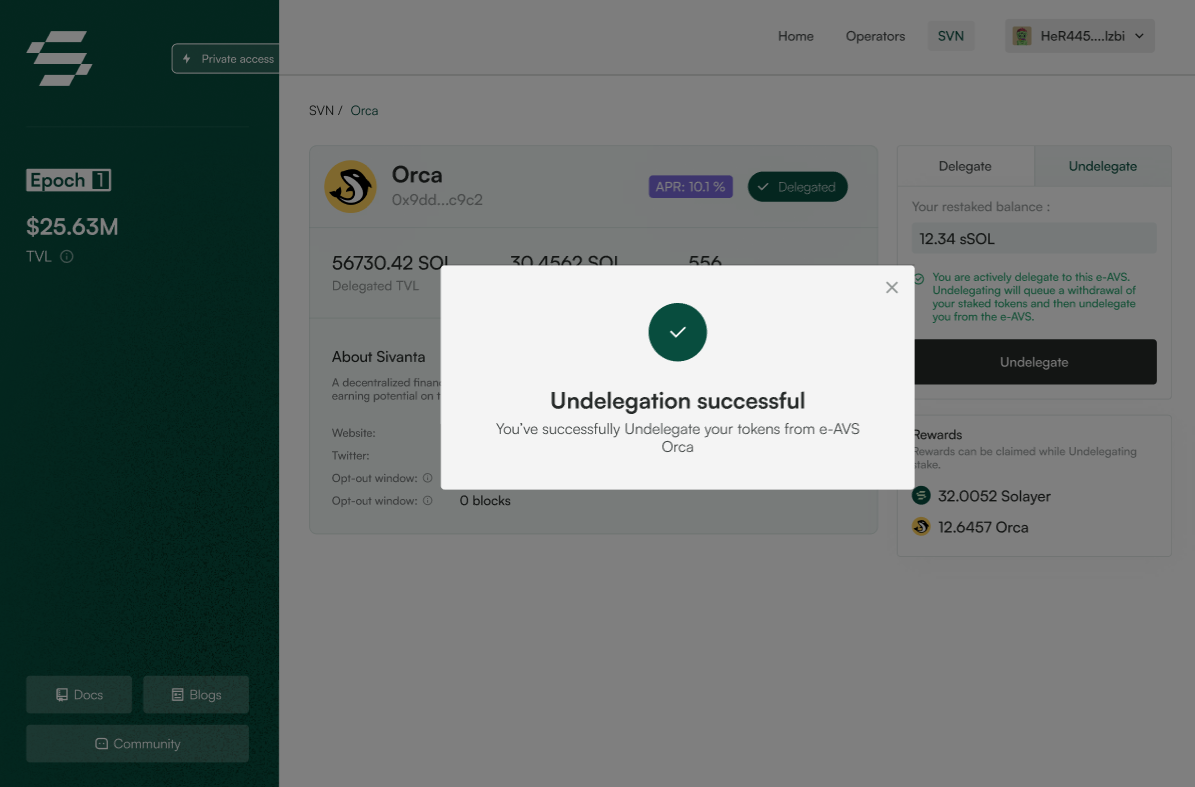 Private access
Epoch 1
$25.63M
TVL
Docs
Blogs
Community
Home
Operators
SVN
HeR445....lzbi
SVN / Orca
Orca
0x9dd...c9c2
APR: 10.1 %
Delegated
56730.42 SOL
30.4562 SOL
556
Delegated TVL
About Sivanta
A decentralized
earning potential on
Website:
Twitter:
Opt-out window:
Opt-out window:
0 blocks
Undelegation successful
You've successfully Undelegate your tokens from e-AVS
Orca
Delegate
Undelegate
Your restaked balance :
12.34 sSOL
You are actively delegate to this e-AVS.
Undelegating will queue a withdrawal of
your staked tokens and then undelegate
you from the e-AVS.
Undelegate
Rewards
Rewards can be claimed while Undelegating
stake.
32.0052 Solayer
12.6457 Orca